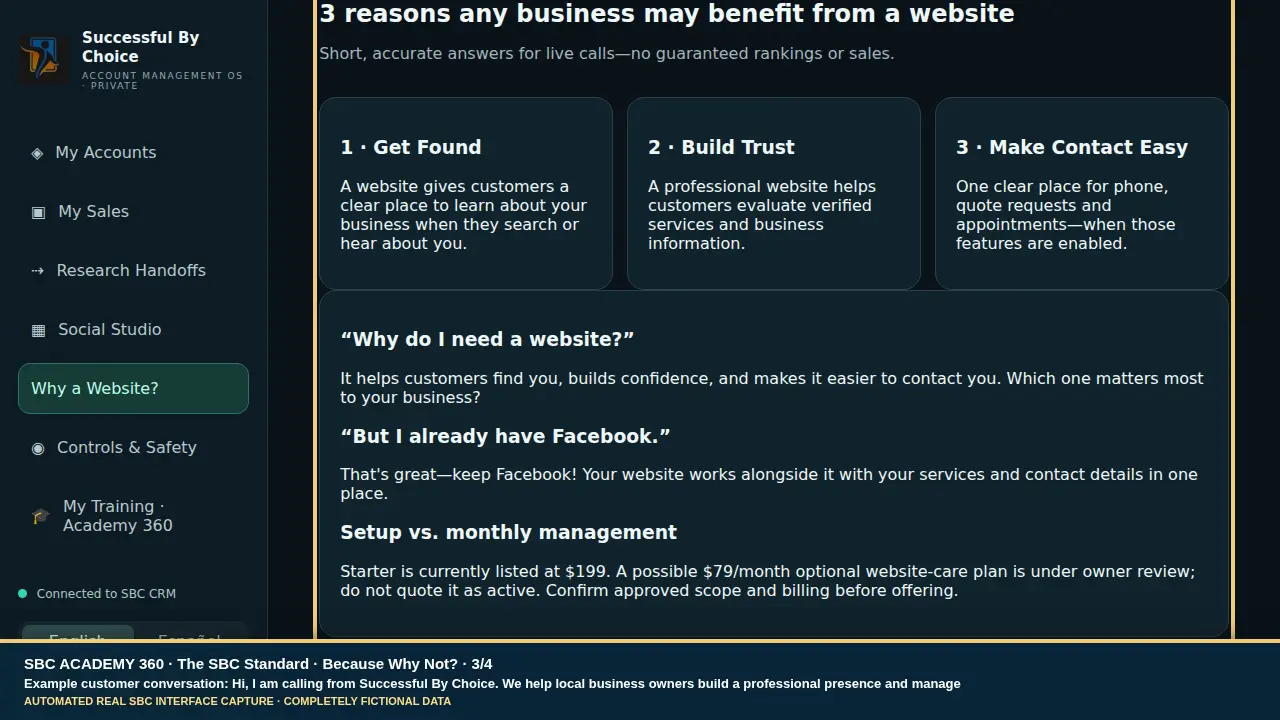 Successful By
Choice
ACCOUNT MANAGEMENT OS
· PRIVATE
My Accounts
My Sales
Research Handoffs
Social Studio
Why a Website?
Controls & Safety
My Training ·
Academy 360
Connected to SBC CRM
English Español
3 reasons any business may benefit from a website
Short, accurate answers for live calls—no guaranteed rankings or sales.
1 · Get Found
A website gives customers a
clear place to learn about your
business when they search or
hear about you.
2 · Build Trust
A professional website helps
customers evaluate verified
services and business
information.
3 · Make Contact Easy
One clear place for phone,
quote requests and
appointments—when those
features are enabled.
“Why do I need a website?”
It helps customers find you, builds confidence, and makes it easier to contact you. Which one matters most
to your business?
“But I already have Facebook.”
That's great—keep Facebook! Your website works alongside it with your services and contact details in one
place.
Setup vs. monthly management
Starter is currently listed at $199. A possible $79/month optional website-care plan is under owner review;
do not quote it as active. Confirm approved scope and billing before offering.
SBC ACADEMY 360 · The SBC Standard · Because Why Not? · 3/4
Example customer conversation: Hi, I am calling from Successful By Choice. We help local business owners build a professional presence and manage
AUTOMATED REAL SBC INTERFACE CAPTURE · COMPLETELY FICTIONAL DATA